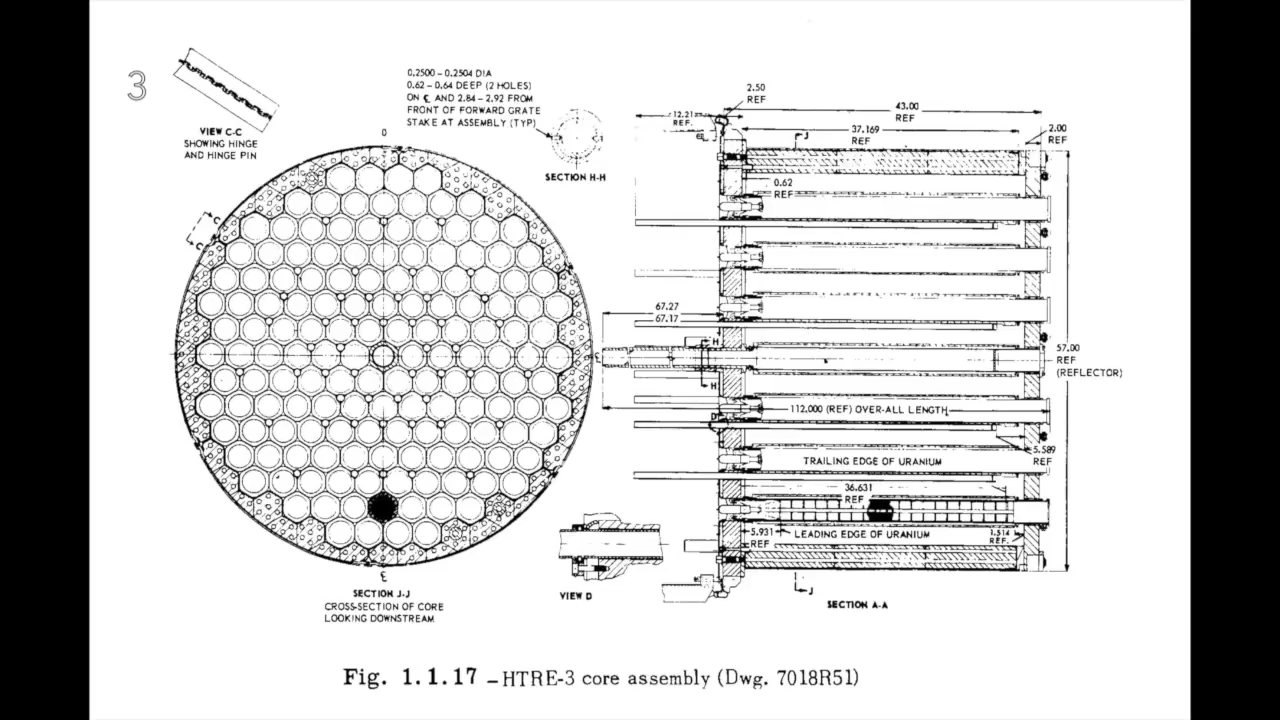 3
VIEW C-C
SHOWING HINGE
AND HINGE PIN
0.2500 – 0.2504 DIA
0.62 – 0.64 DEEP (2 HOLES)
ON ℄ AND 2.84 – 2.92 FROM
FRONT OF FORWARD GRATE
STAKE AT ASSEMBLY (TYP)
SECTION H-H
C
C
℄
℄
SECTION J-J
CROSS-SECTION OF CORE
LOOKING DOWNSTREAM
2.50
REF
43.00
REF
12.21
REF.
37.169
REF
J
2.00
REF
0.62
REF
67.27
67.17
H
H
57.00
REF
(REFLECTOR)
112.000 (REF) OVER-ALL LENGTH
D
5.589
REF
TRAILING EDGE OF URANIUM
36.631
REF
5.931
REF
LEADING EDGE OF URANIUM
1.514
REF.
J
VIEW D
SECTION A-A
Fig. 1.1.17 – HTRE-3 core assembly (Dwg. 7018R51)